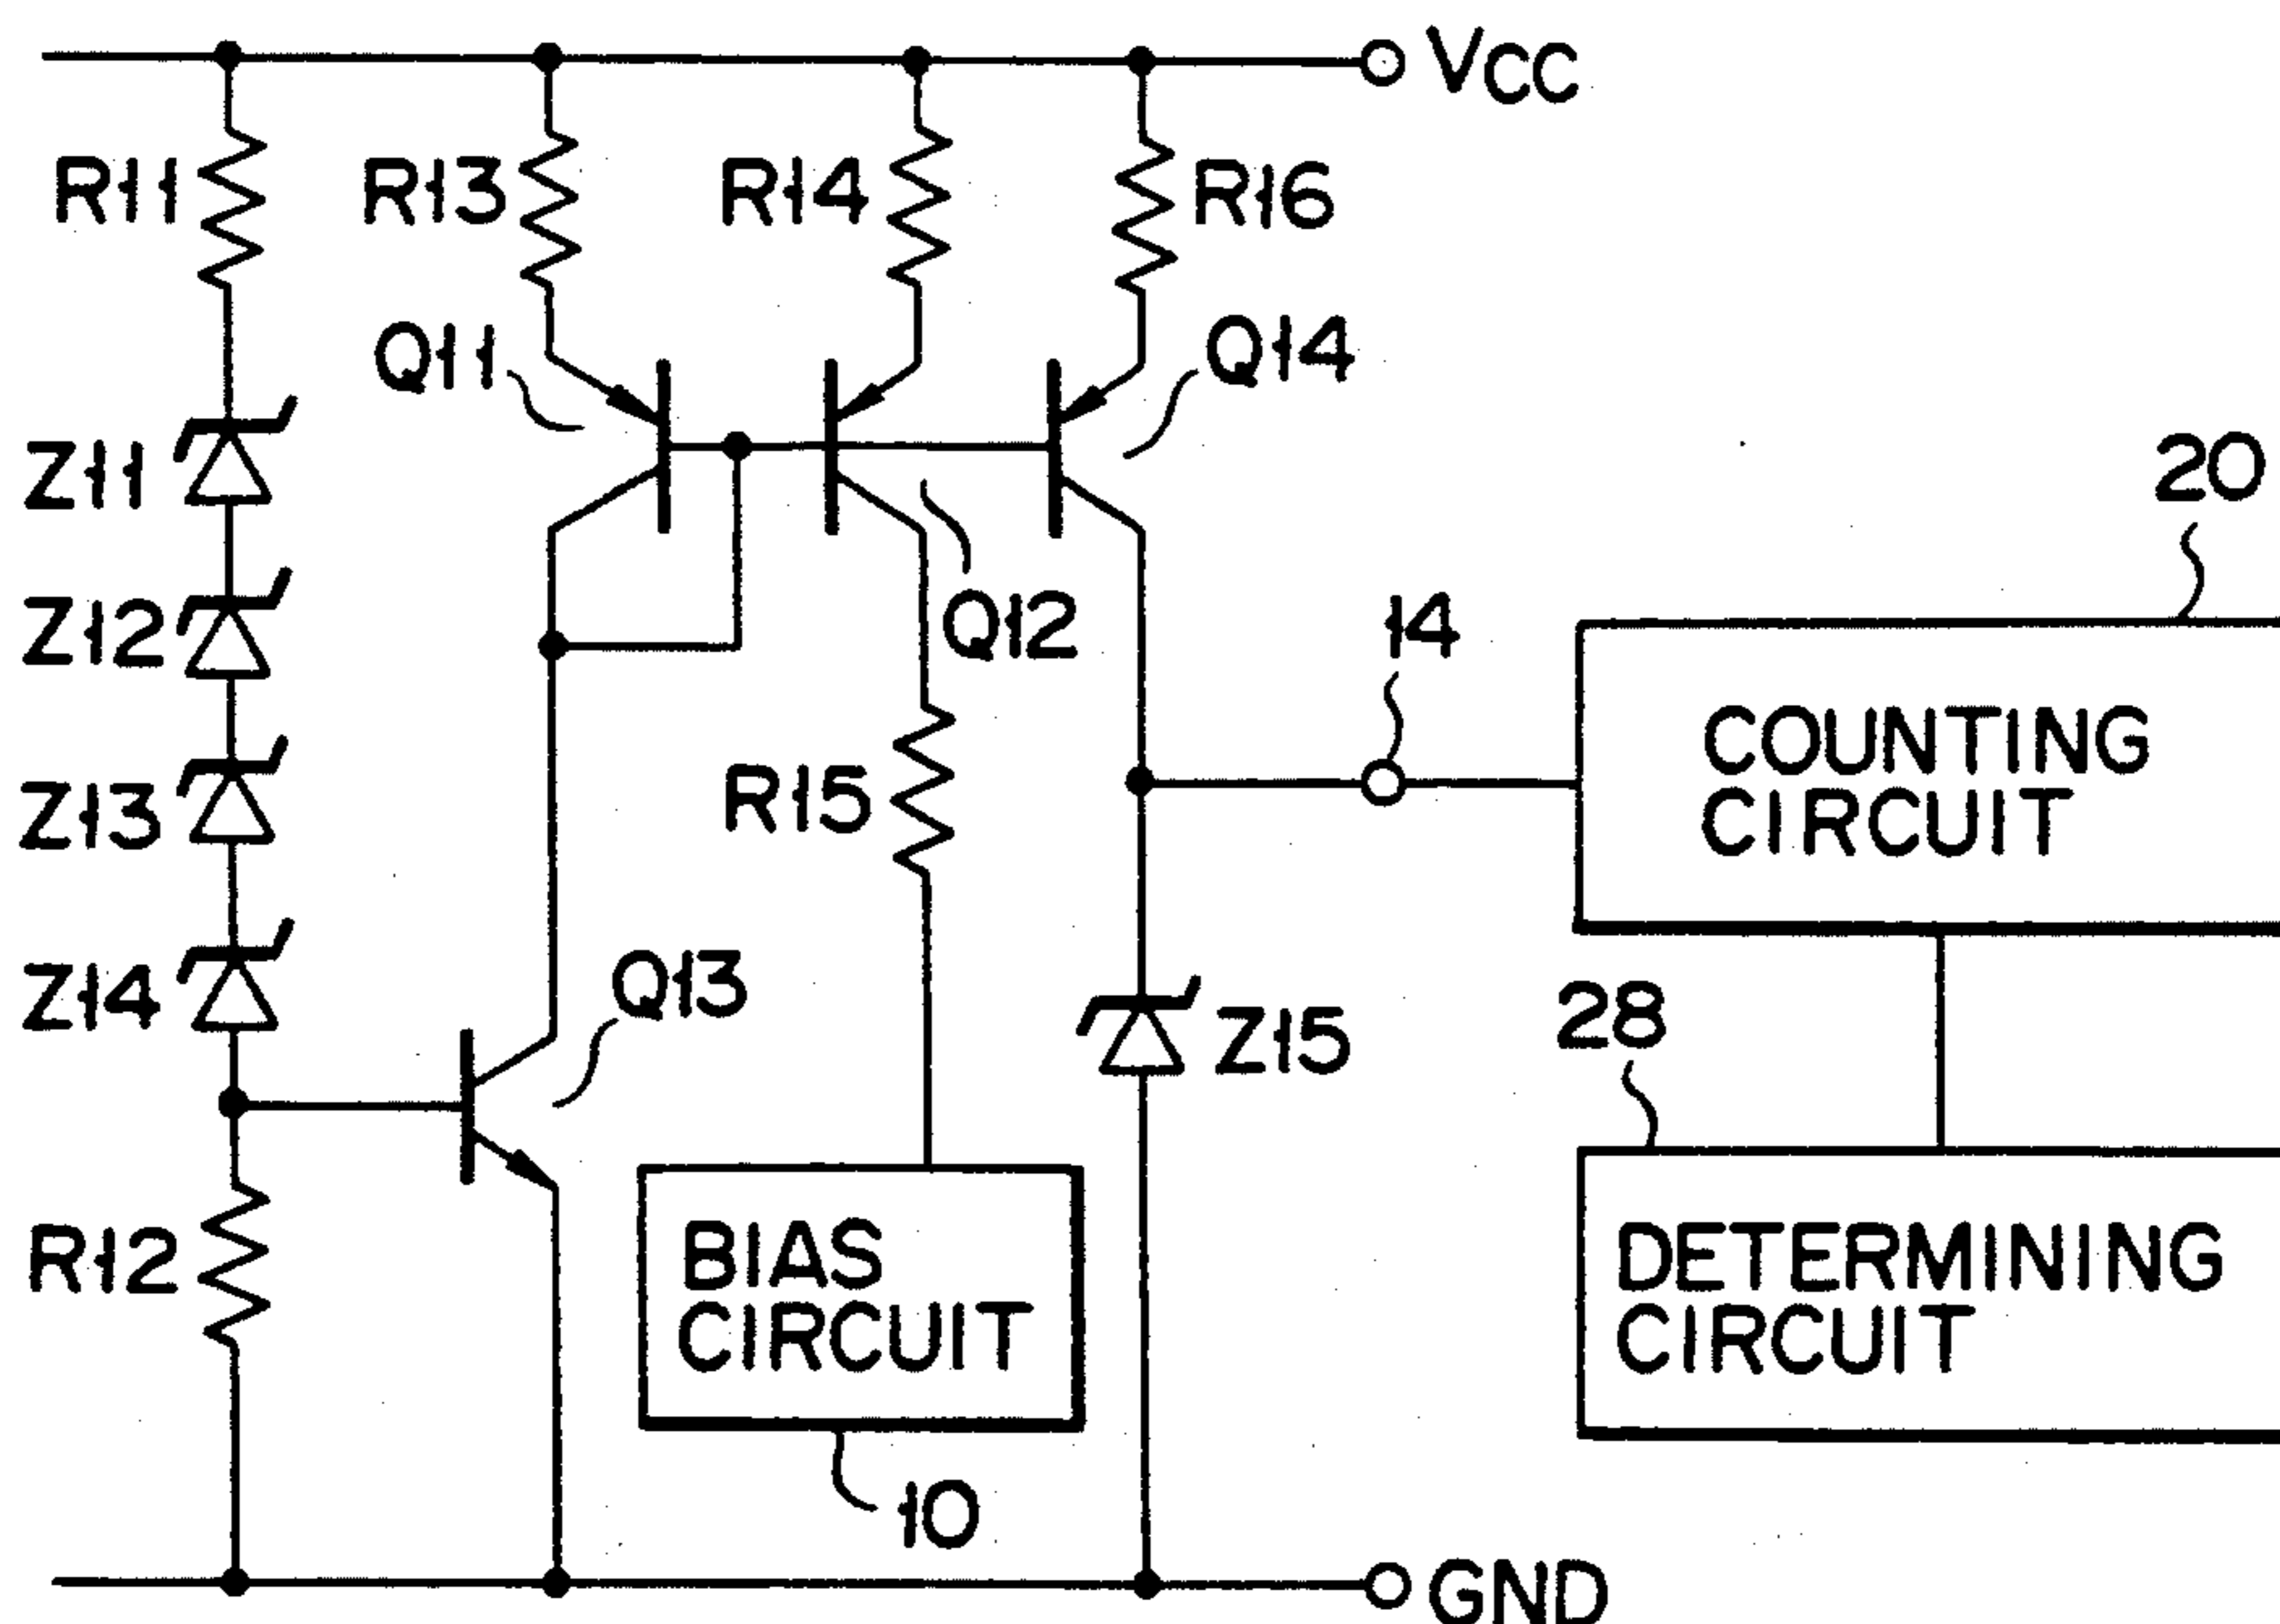 VCC
R11
R13
R14
R16
Q11
Q14
Z11
20
Z12
Q12
14
COUNTING
CIRCUIT
Z13
R15
Z14
Q13
Z15
28
R12
BIAS
CIRCUIT
DETERMINING
CIRCUIT
10
GND